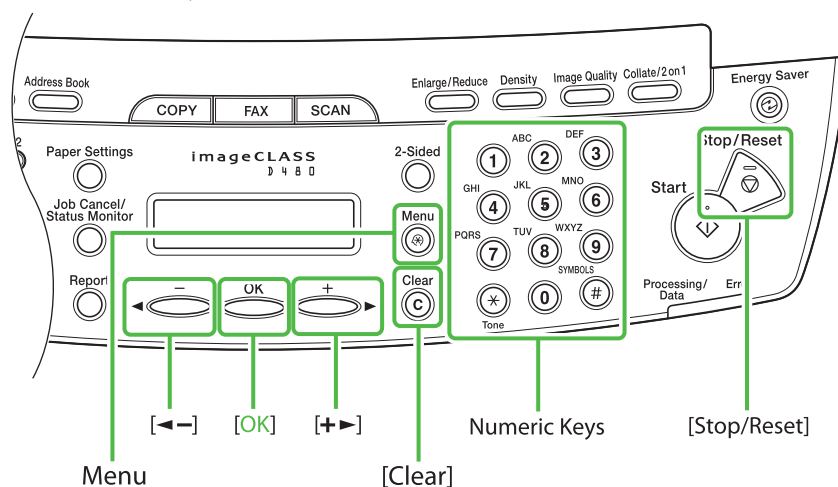 Address Book
COPY FAX SCAN
Enlarge/Reduce Density Image Quality Collate/2 on 1
Energy Saver
2
Paper Settings
imageCLASS
D480
2-Sided
Job Cancel/
Status Monitor
Menu
Report
− OK +
Clear
C
1 ABC 2 DEF 3
GHI 4 JKL 5 MNO 6
PQRS 7 TUV 8 WXYZ 9
SYMBOLS
* 0 #
Tone
Stop/Reset
Start
Processing/
Data
Err
[◄−] [OK] [+►] Numeric Keys [Stop/Reset]
Menu [Clear]